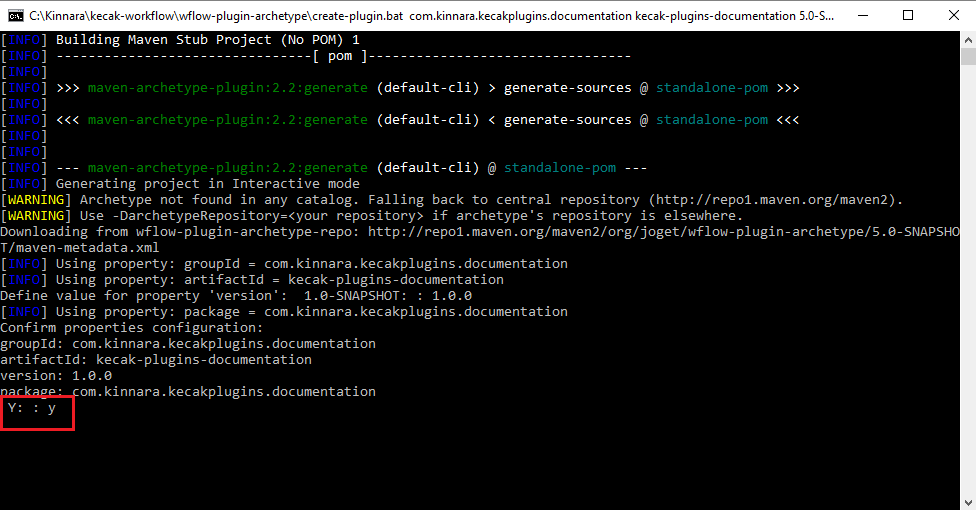 C:\Kinnara\kecak-workflow\wflow-plugin-archetype\create-plugin.bat com.kinnara.kecakplugins.documentation kecak-plugins-documentation 5.0-S...
[INFO] Building Maven Stub Project (No POM) 1
[INFO] --------------------------------[ pom ]---------------------------------
[INFO]
[INFO] >>> maven-archetype-plugin:2.2:generate (default-cli) > generate-sources @ standalone-pom >>>
[INFO]
[INFO] <<< maven-archetype-plugin:2.2:generate (default-cli) < generate-sources @ standalone-pom <<<
[INFO]
[INFO]
[INFO] --- maven-archetype-plugin:2.2:generate (default-cli) @ standalone-pom ---
[INFO] Generating project in Interactive mode
[WARNING] Archetype not found in any catalog. Falling back to central repository (http://repo1.maven.org/maven2).
[WARNING] Use -DarchetypeRepository=<your repository> if archetype's repository is elsewhere.
Downloading from wflow-plugin-archetype-repo: http://repo1.maven.org/maven2/org/joget/wflow-plugin-archetype/5.0-SNAPSHO
T/maven-metadata.xml
[INFO] Using property: groupId = com.kinnara.kecakplugins.documentation
[INFO] Using property: artifactId = kecak-plugins-documentation
Define value for property 'version':  1.0-SNAPSHOT: : 1.0.0
[INFO] Using property: package = com.kinnara.kecakplugins.documentation
Confirm properties configuration:
groupId: com.kinnara.kecakplugins.documentation
artifactId: kecak-plugins-documentation
version: 1.0.0
package: com.kinnara.kecakplugins.documentation
Y: : y